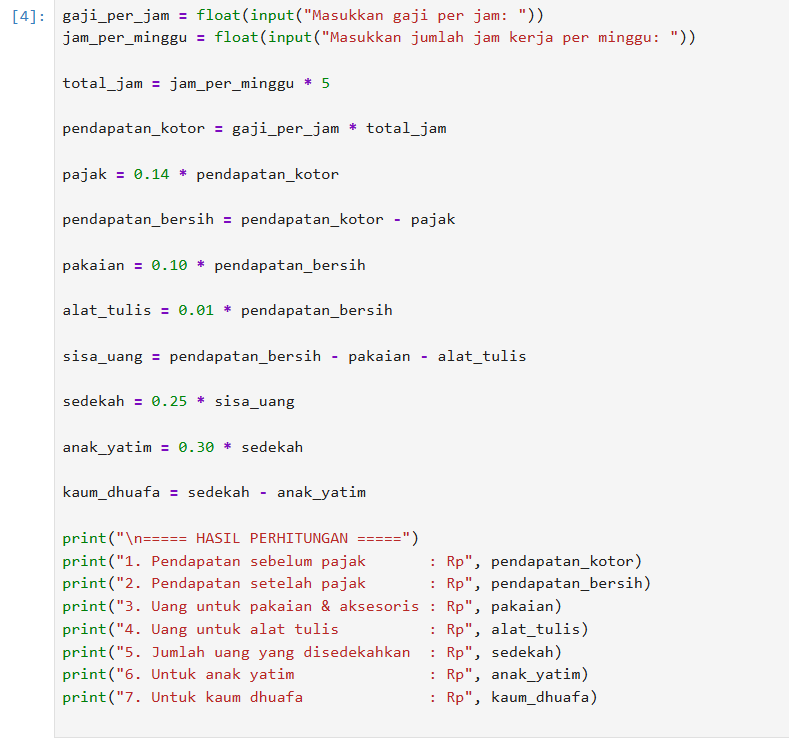 [4]: gaji_per_jam = float(input("Masukkan gaji per jam: "))
jam_per_minggu = float(input("Masukkan jumlah jam kerja per minggu: "))
total_jam = jam_per_minggu * 5
pendapatan_kotor = gaji_per_jam * total_jam
pajak = 0.14 * pendapatan_kotor
pendapatan_bersih = pendapatan_kotor - pajak
pakaian = 0.10 * pendapatan_bersih
alat_tulis = 0.01 * pendapatan_bersih
sisa_uang = pendapatan_bersih - pakaian - alat_tulis
sedekah = 0.25 * sisa_uang
anak_yatim = 0.30 * sedekah
kaum_dhuafa = sedekah - anak_yatim
print("\n===== HASIL PERHITUNGAN =====")
print("1. Pendapatan sebelum pajak       : Rp", pendapatan_kotor)
print("2. Pendapatan setelah pajak       : Rp", pendapatan_bersih)
print("3. Uang untuk pakaian & aksesoris : Rp", pakaian)
print("4. Uang untuk alat tulis          : Rp", alat_tulis)
print("5. Jumlah uang yang disedekahkan  : Rp", sedekah)
print("6. Untuk anak yatim               : Rp", anak_yatim)
print("7. Untuk kaum dhuafa              : Rp", kaum_dhuafa)